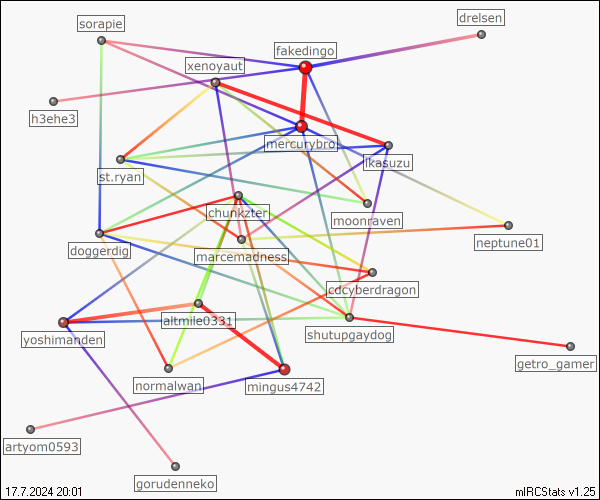 sorapie
drelsen
fakedingo
xenoyaut
h3ehe3
mercurybro
ikasuzu
st.ryan
chunkzter
moonraven
neptune01
doggerdig
marcemadness
cdcyberdragon
altmile0331
yoshimanden
shutupgaydog
getro_gamer
normalwan
mingus4742
artyom0593
gorudenneko
17.7.2024 20:01
mIRCStats v1.25